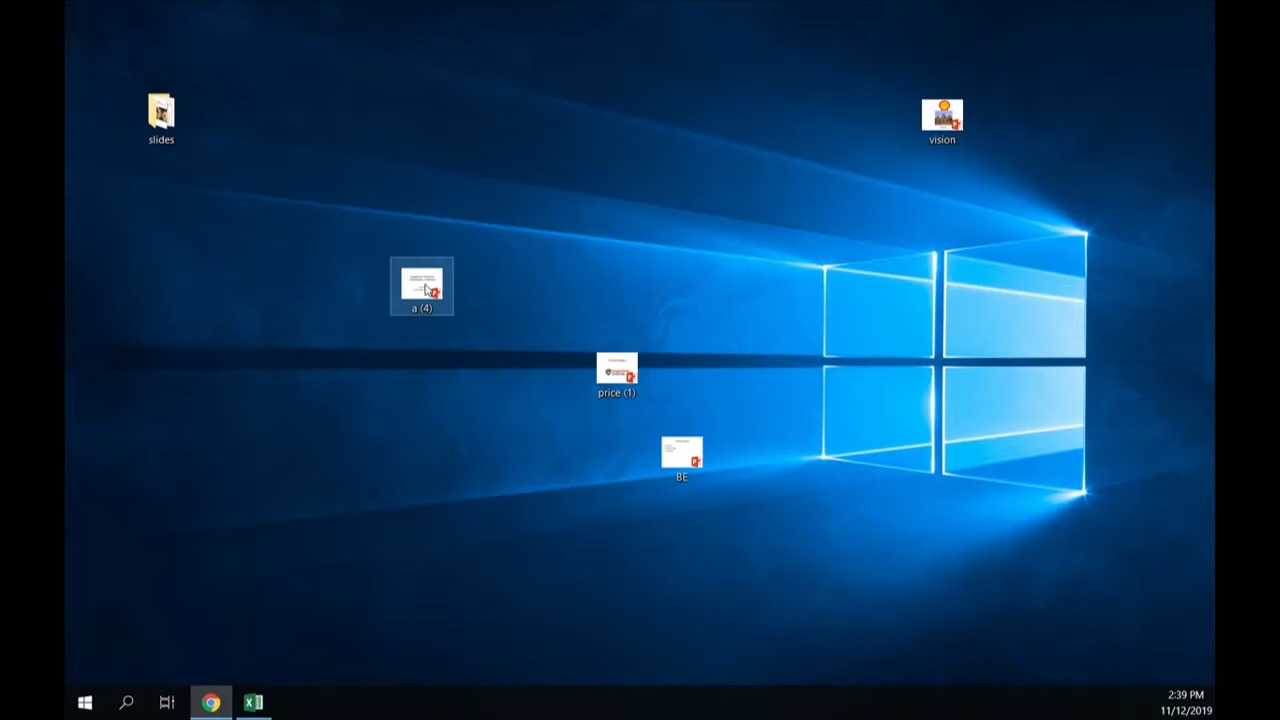 slides
vision
a (4)
price (1)
BE
2:39 PM
11/12/2019